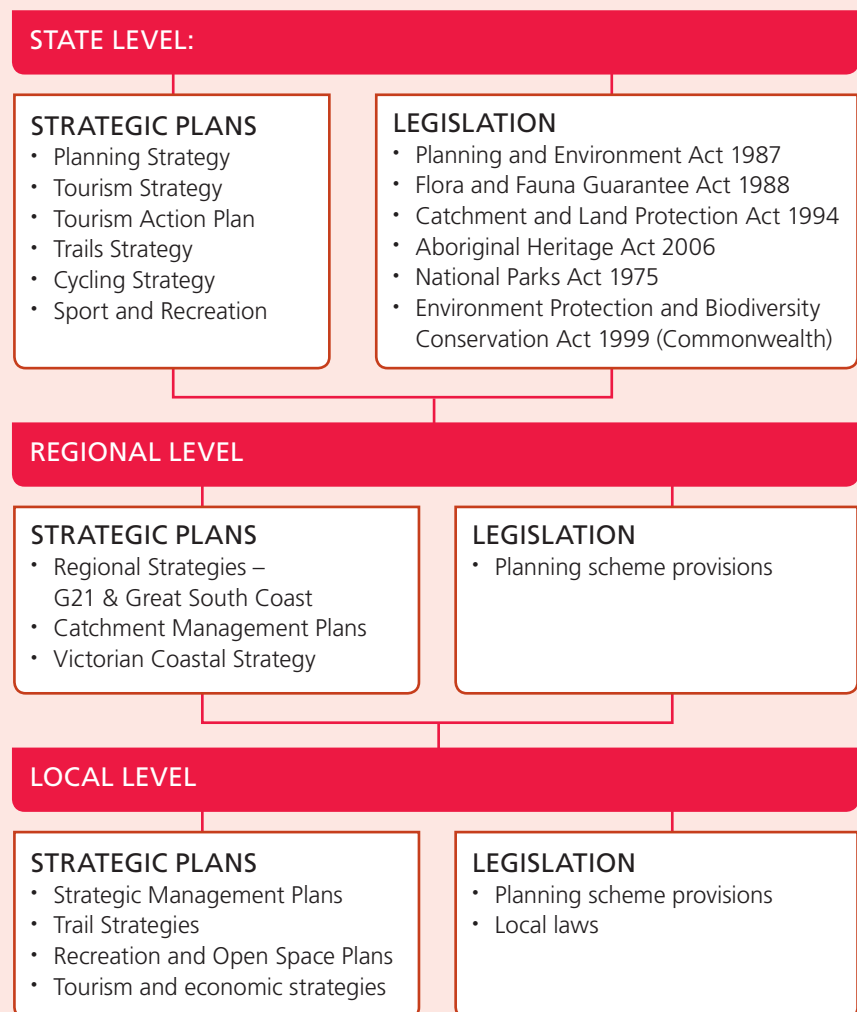 STATE LEVEL:
STRATEGIC PLANS
• Planning Strategy
• Tourism Strategy
• Tourism Action Plan
• Trails Strategy
• Cycling Strategy
• Sport and Recreation
LEGISLATION
• Planning and Environment Act 1987
• Flora and Fauna Guarantee Act 1988
• Catchment and Land Protection Act 1994
• Aboriginal Heritage Act 2006
• National Parks Act 1975
• Environment Protection and Biodiversity
Conservation Act 1999 (Commonwealth)
REGIONAL LEVEL
STRATEGIC PLANS
• Regional Strategies –
G21 & Great South Coast
• Catchment Management Plans
• Victorian Coastal Strategy
LEGISLATION
• Planning scheme provisions
LOCAL LEVEL
STRATEGIC PLANS
• Strategic Management Plans
• Trail Strategies
• Recreation and Open Space Plans
• Tourism and economic strategies
LEGISLATION
• Planning scheme provisions
• Local laws